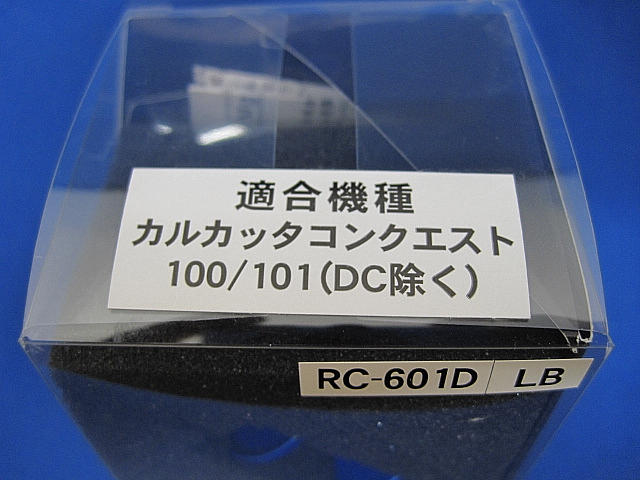 適合機種
カルカッタコンクエスト
100/101(DC除く)
RC-601D LB